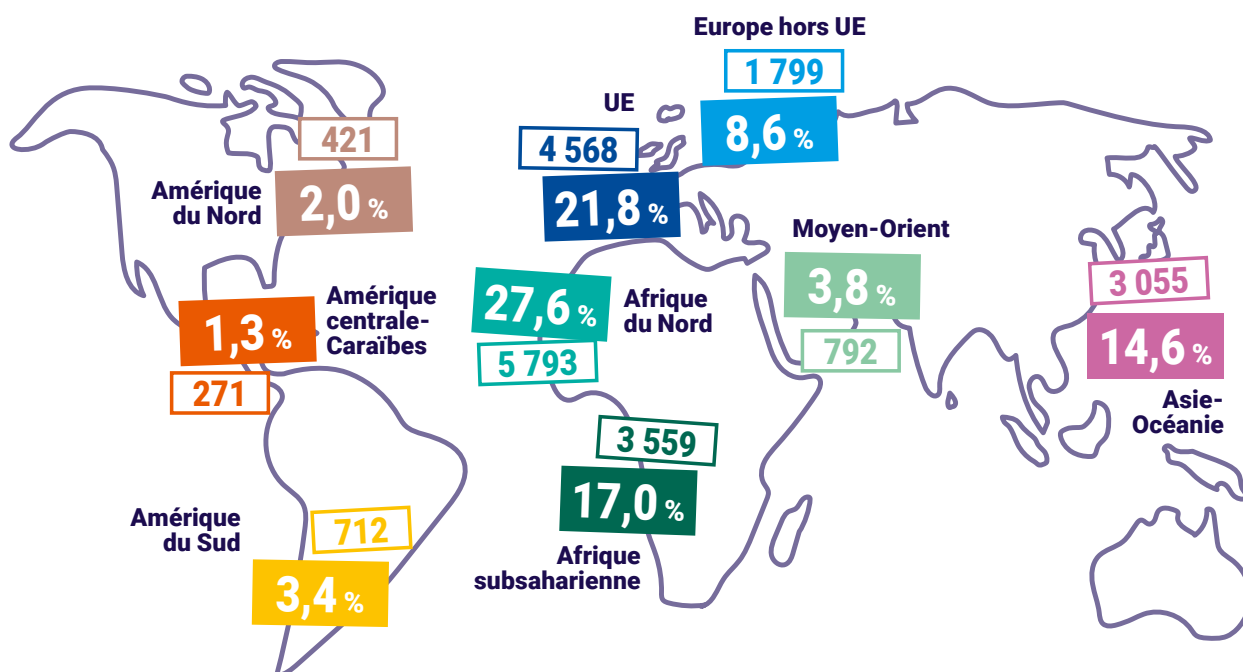 Europe hors UE
1 799
8,6 %
UE
4 568
21,8 %
421
Amérique
du Nord
2,0 %
Moyen-Orient
3,8 %
792
3 055
14,6 %
Asie-
Océanie
27,6 %
5 793
Afrique
du Nord
1,3 %
271
Amérique
centrale-
Caraïbes
3 559
17,0 %
Afrique
subsaharienne
Amérique
du Sud
712
3,4 %